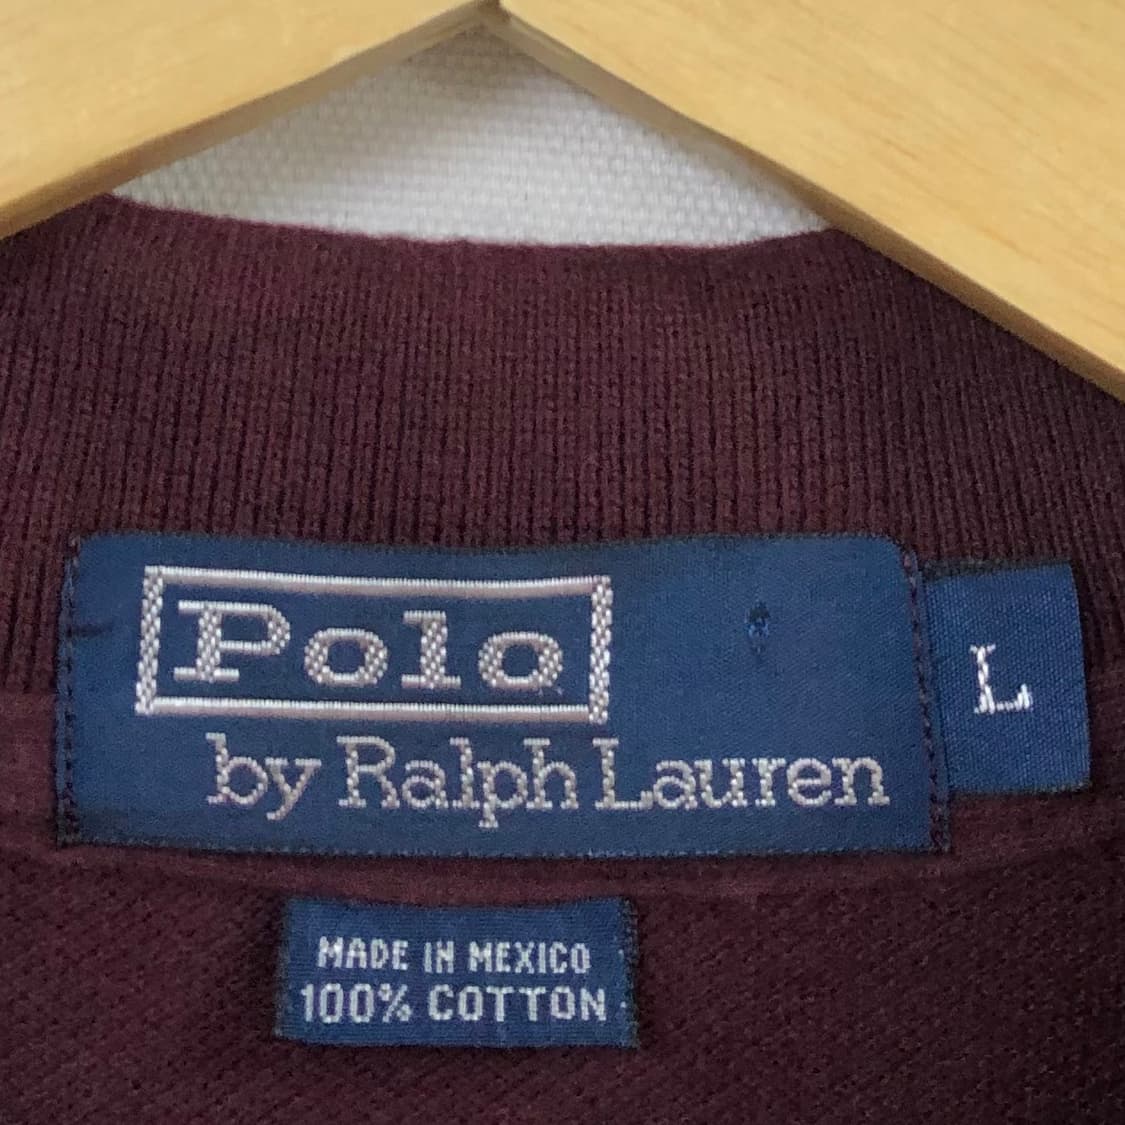 Polo
by Ralph Lauren
L
MADE IN MEXICO
100% COTTON